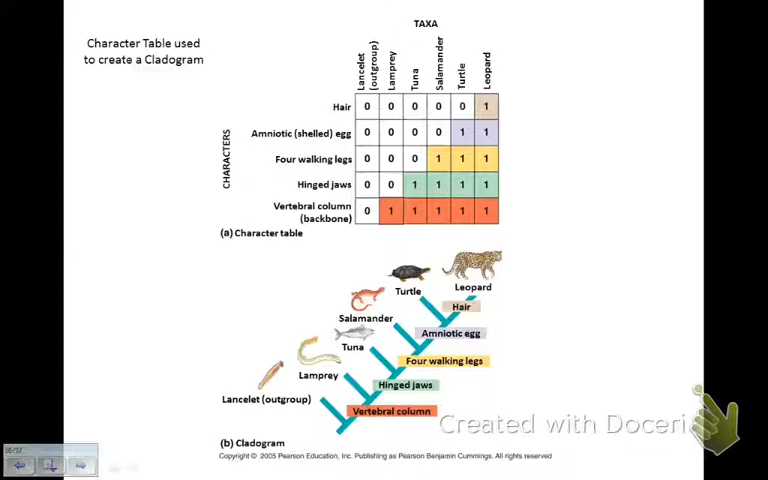 Character Table used
to create a Cladogram
TAXA
Lancelet
(outgroup)
Lamprey
Tuna
Salamander
Turtle
Leopard
CHARACTERS
Hair 0 0 0 0 0 1
Amniotic (shelled) egg 0 0 0 0 1 1
Four walking legs 0 0 0 1 1 1
Hinged jaws 0 0 1 1 1 1
Vertebral column
(backbone) 0 1 1 1 1 1
(a) Character table
Turtle
Leopard
Hair
Salamander
Amniotic egg
Tuna
Four walking legs
Lamprey
Hinged jaws
Lancelet (outgroup)
Vertebral column
Created with Doceri
(b) Cladogram
Copyright © 2005 Pearson Education, Inc. Publishing as Pearson Benjamin Cummings. All rights reserved
36/37